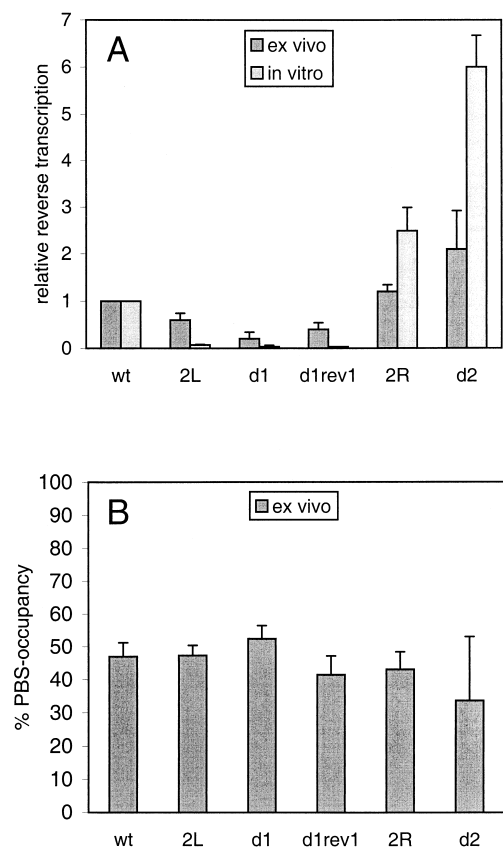 A
ex vivo
in vitro
relative reverse transcription
7
6
5
4
3
2
1
0
wt 2L d1 d1rev1 2R d2
B
ex vivo
% PBS-occupancy
100
90
80
70
60
50
40
30
20
10
0
wt 2L d1 d1rev1 2R d2